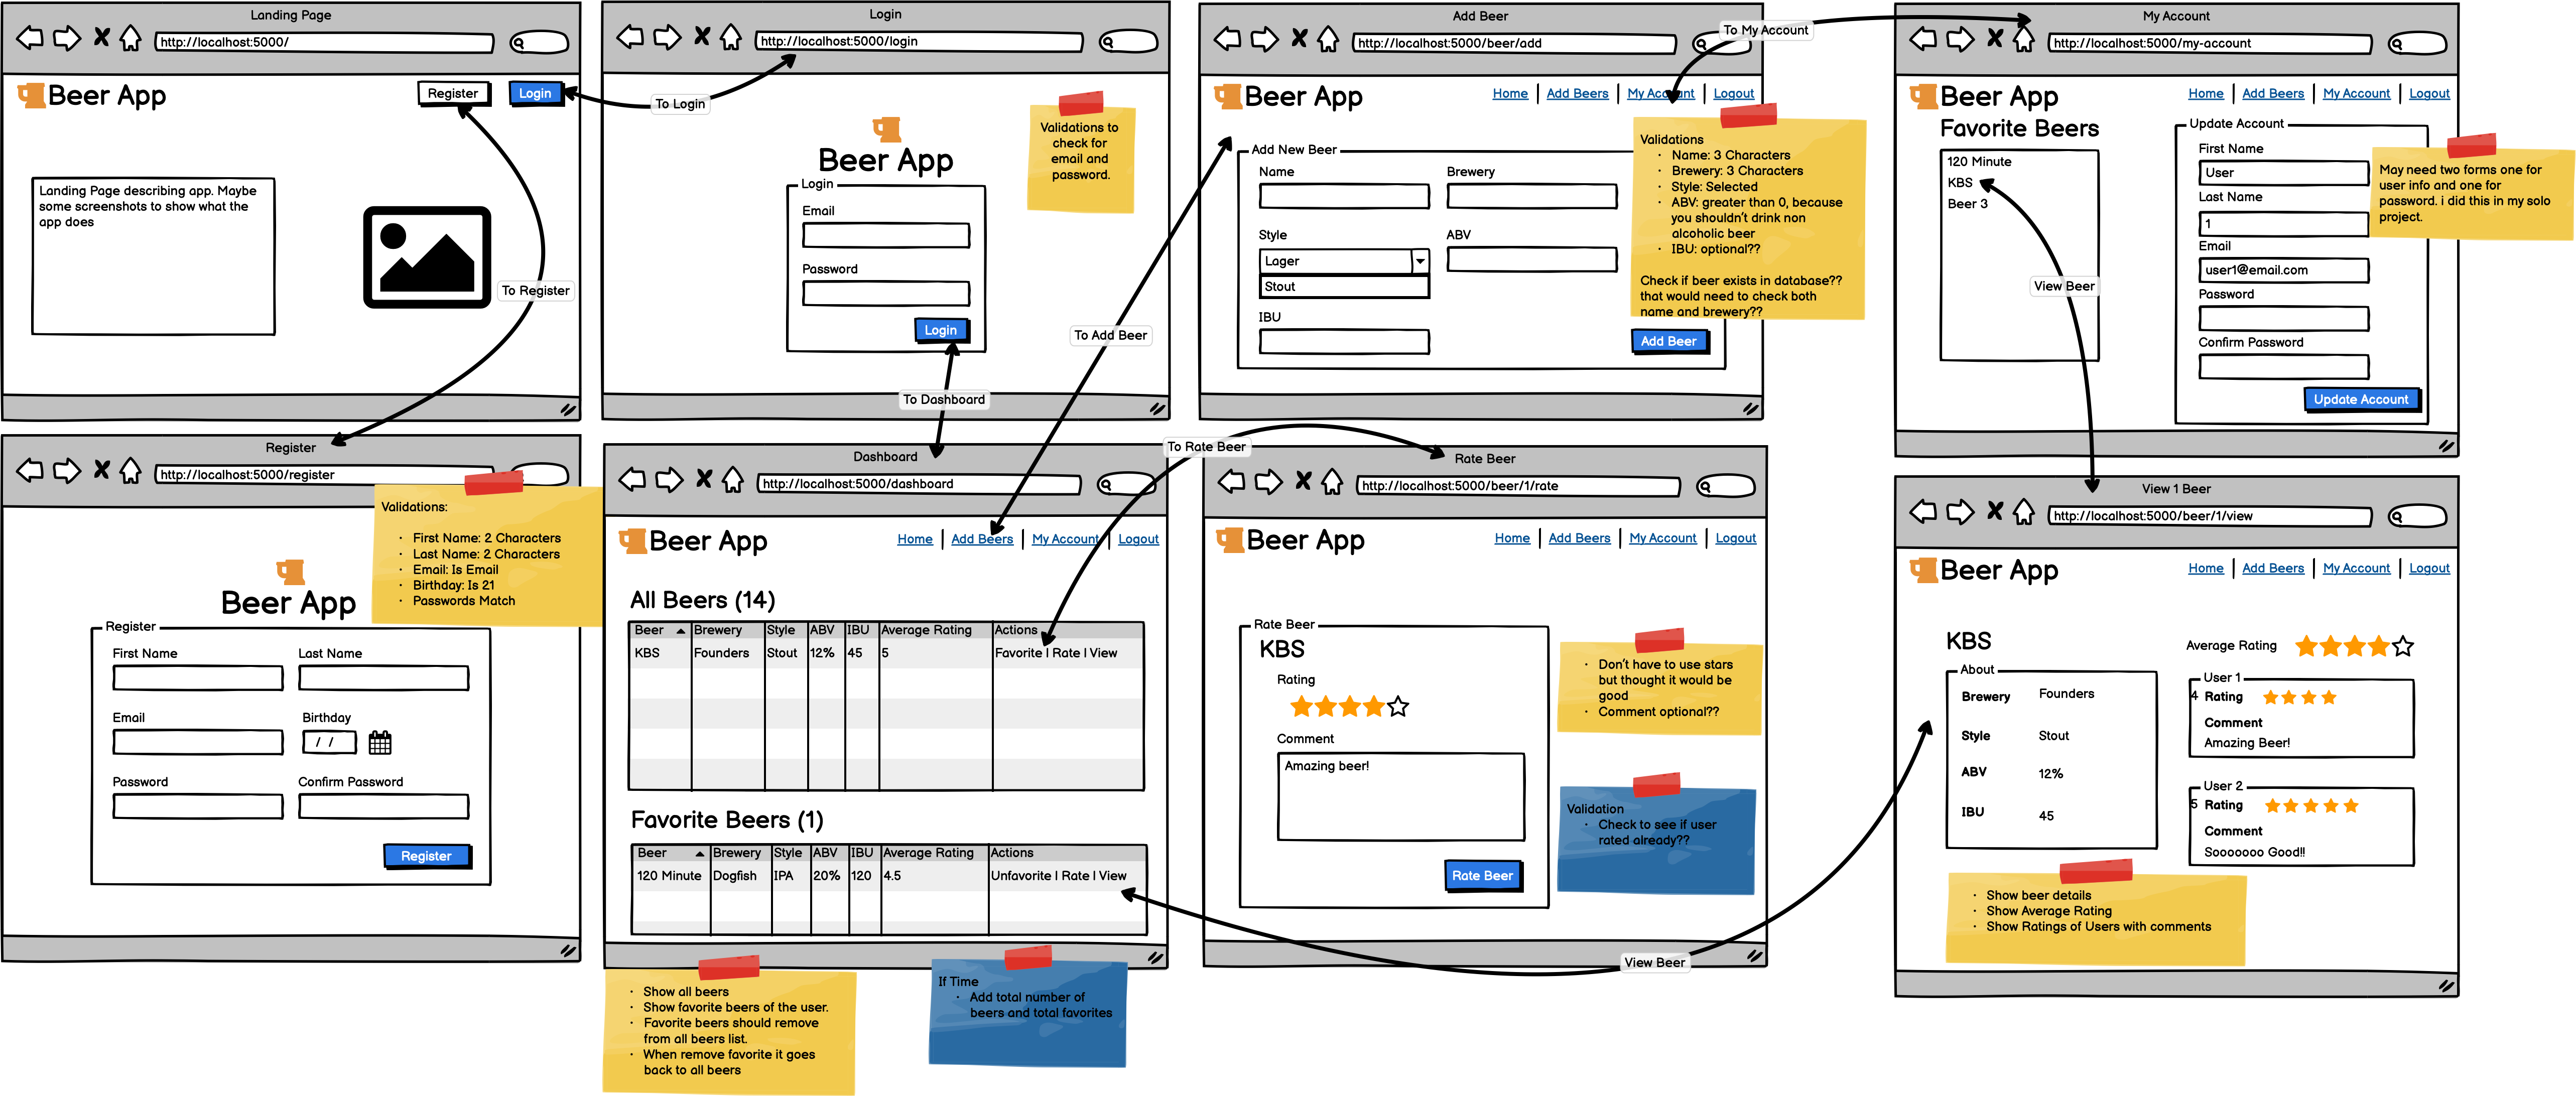 Landing Page
http://localhost:5000/
Beer App
Register
Login
Landing Page describing app. Maybe
some screenshots to show what the
app does
To Register
To Login
Login
http://localhost:5000/login
Validations to
check for
email and
password.
Beer App
Login
Email
Password
Login
To Dashboard
To Add Beer
Add Beer
http://localhost:5000/beer/add
To My Account
Beer App
Home
Add Beers
My Account
Logout
Add New Beer
Name
Brewery
Style
ABV
Lager
Stout
IBU
Add Beer
Validations
· Name: 3 Characters
· Brewery: 3 Characters
· Style: Selected
· ABV: greater than 0, because
you shouldn't drink non
alcoholic beer
· IBU: optional??
Check if beer exists in database??
that would need to check both
name and brewery??
My Account
http://localhost:5000/my-account
Beer App
Home
Add Beers
My Account
Logout
Favorite Beers
120 Minute
KBS
Beer 3
View Beer
Update Account
First Name
User
Last Name
1
Email
user1@email.com
Password
Confirm Password
Update Account
May need two forms one for
user info and one for
password. i did this in my solo
project.
Register
http://localhost:5000/register
Validations:
· First Name: 2 Characters
· Last Name: 2 Characters
· Email: Is Email
· Birthday: Is 21
· Passwords Match
Beer App
Register
First Name
Last Name
Email
Birthday
/ /
Password
Confirm Password
Register
Dashboard
http://localhost:5000/dashboard
Beer App
Home
Add Beers
My Account
Logout
All Beers (14)
Beer Brewery Style ABV IBU Average Rating Actions
KBS Founders Stout 12% 45 5 Favorite | Rate | View
Favorite Beers (1)
Beer Brewery Style ABV IBU Average Rating Actions
120 Minute Dogfish IPA 20% 120 4.5 Unfavorite | Rate | View
· Show all beers
· Show favorite beers of the user.
· Favorite beers should remove
from all beers list.
· When remove favorite it goes
back to all beers
If Time
· Add total number of
beers and total favorites
To Rate Beer
Rate Beer
http://localhost:5000/beer/1/rate
Beer App
Home
Add Beers
My Account
Logout
Rate Beer
KBS
Rating
Comment
Amazing beer!
Rate Beer
· Don't have to use stars
but thought it would be
good
· Comment optional??
Validation
· Check to see if user
rated already??
View Beer
View 1 Beer
http://localhost:5000/beer/1/view
Beer App
Home
Add Beers
My Account
Logout
KBS
Average Rating
About
Brewery Founders
Style Stout
ABV 12%
IBU 45
User 1
4 Rating
Comment
Amazing Beer!
User 2
5 Rating
Comment
Sooooooo Good!!
· Show beer details
· Show Average Rating
· Show Ratings of Users with comments